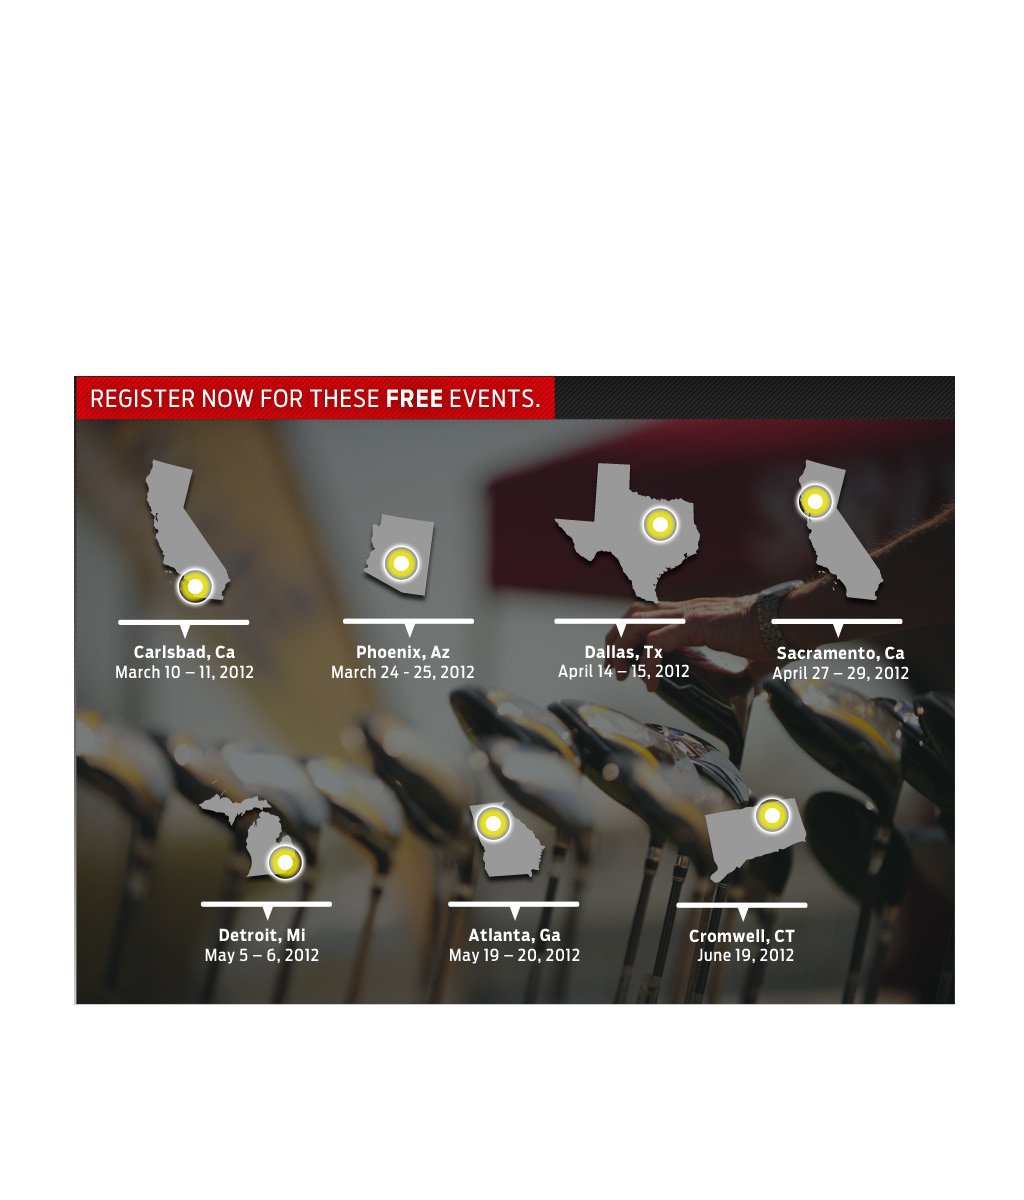 REGISTER NOW FOR THESE FREE EVENTS.
Carlsbad, Ca
March 10 – 11, 2012
Phoenix, Az
March 24 - 25, 2012
Dallas, Tx
April 14 – 15, 2012
Sacramento, Ca
April 27 – 29, 2012
Detroit, Mi
May 5 – 6, 2012
Atlanta, Ga
May 19 – 20, 2012
Cromwell, CT
June 19, 2012